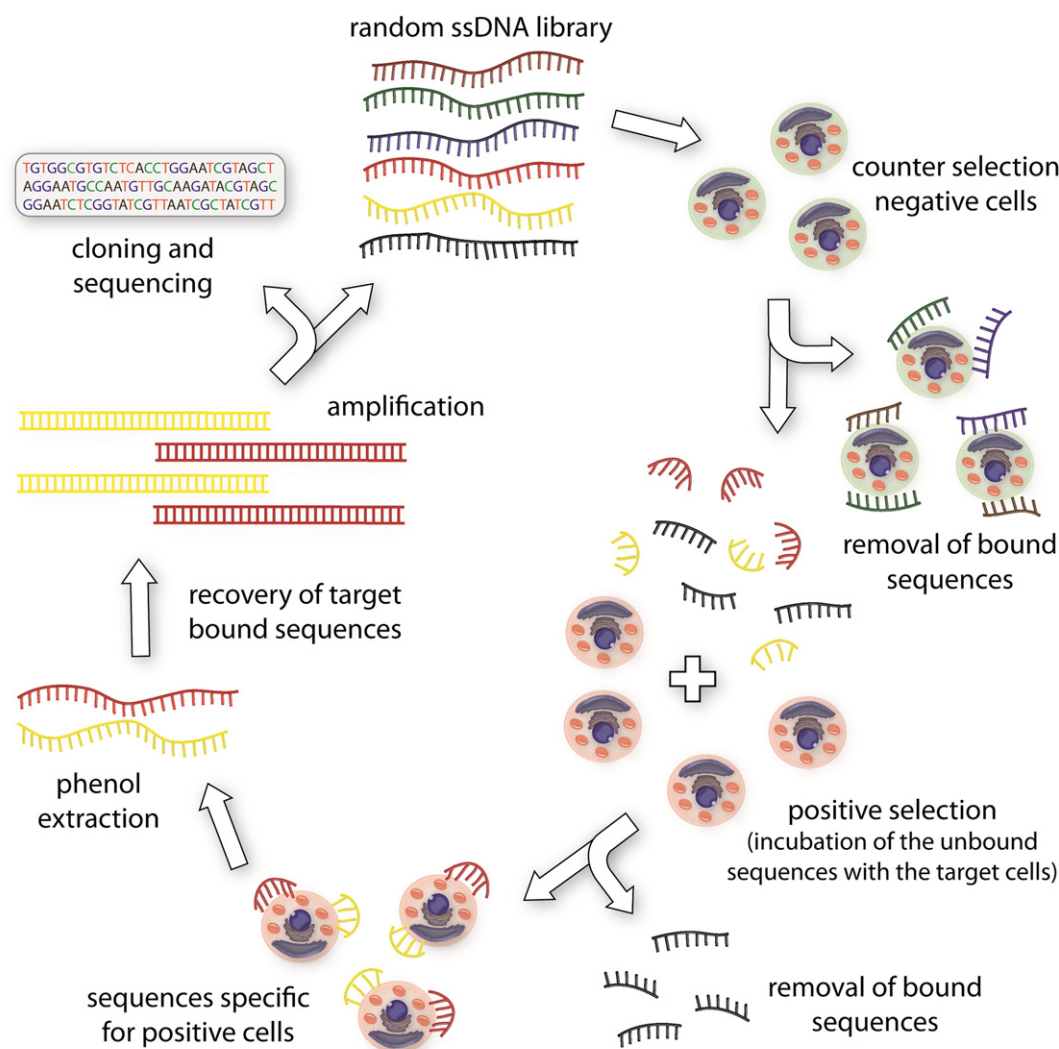 random ssDNA library
TGTGGCGTGTCTCACCTGGAATCGTAGCT
AGGAATGCCAATGTTGCAAGATACGTAGC
GGAATCTCGGTATCGTTAATCGCTATCGTT
cloning and
sequencing
counter selection
negative cells
removal of bound
sequences
amplification
recovery of target
bound sequences
phenol
extraction
positive selection
(incubation of the unbound
sequences with the target cells)
sequences specific
for positive cells
removal of bound
sequences